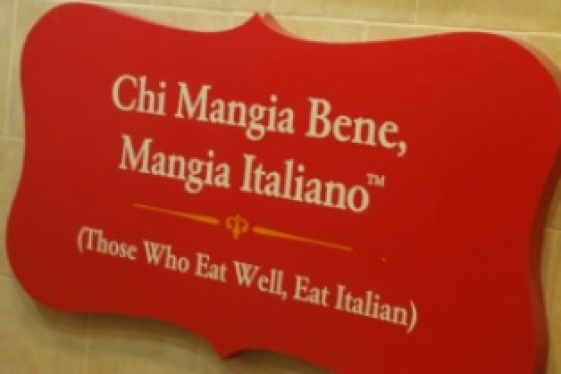 Chi Mangia Bene,
Mangia Italiano™
(Those Who Eat Well, Eat Italian)